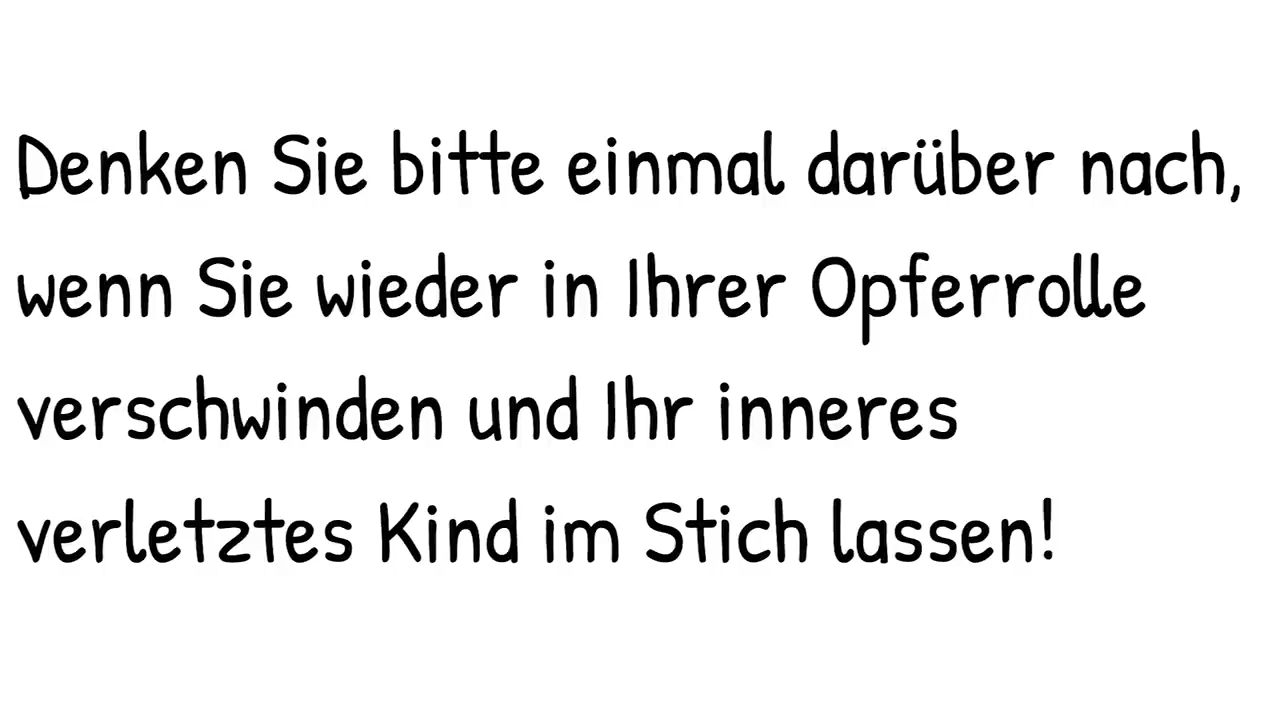 Denken Sie bitte einmal darüber nach,
wenn Sie wieder in Ihrer Opferrolle
verschwinden und Ihr inneres
verletztes Kind im Stich lassen!